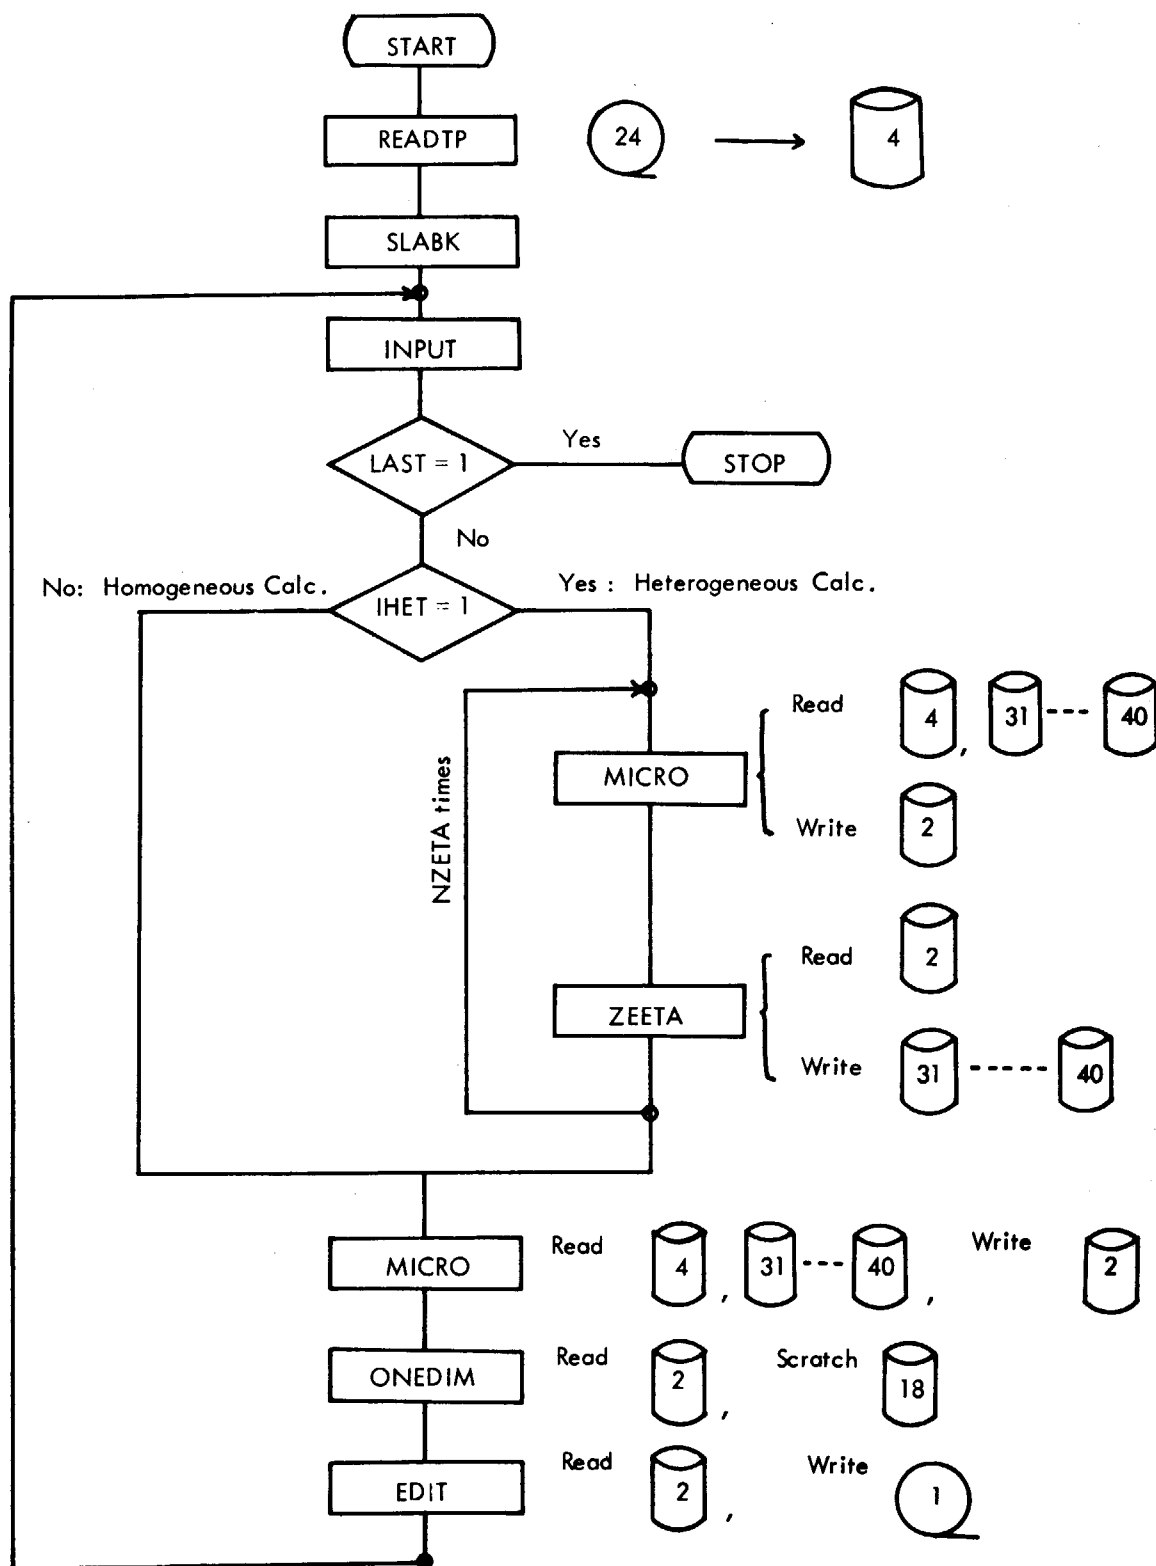 START
READTP 24 4
SLABK
INPUT
LAST = 1 Yes STOP
No
No: Homogeneous Calc. IHET = 1 Yes : Heterogeneous Calc.
Read 4 , 31 --- 40
MICRO
Write 2
NZETA times
Read 2
ZEETA
Write 31 ----- 40
MICRO Read 4 , 31 --- 40 , Write 2
ONEDIM Read 2 , Scratch 18
EDIT Read 2 , Write 1